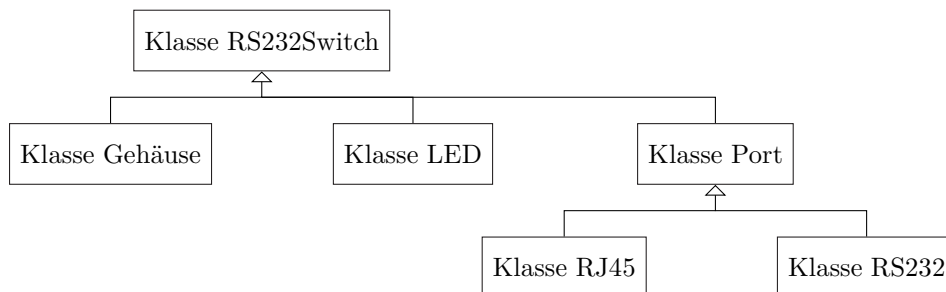 Klasse RS232Switch
Klasse Gehäuse
Klasse LED
Klasse Port
Klasse RJ45
Klasse RS232